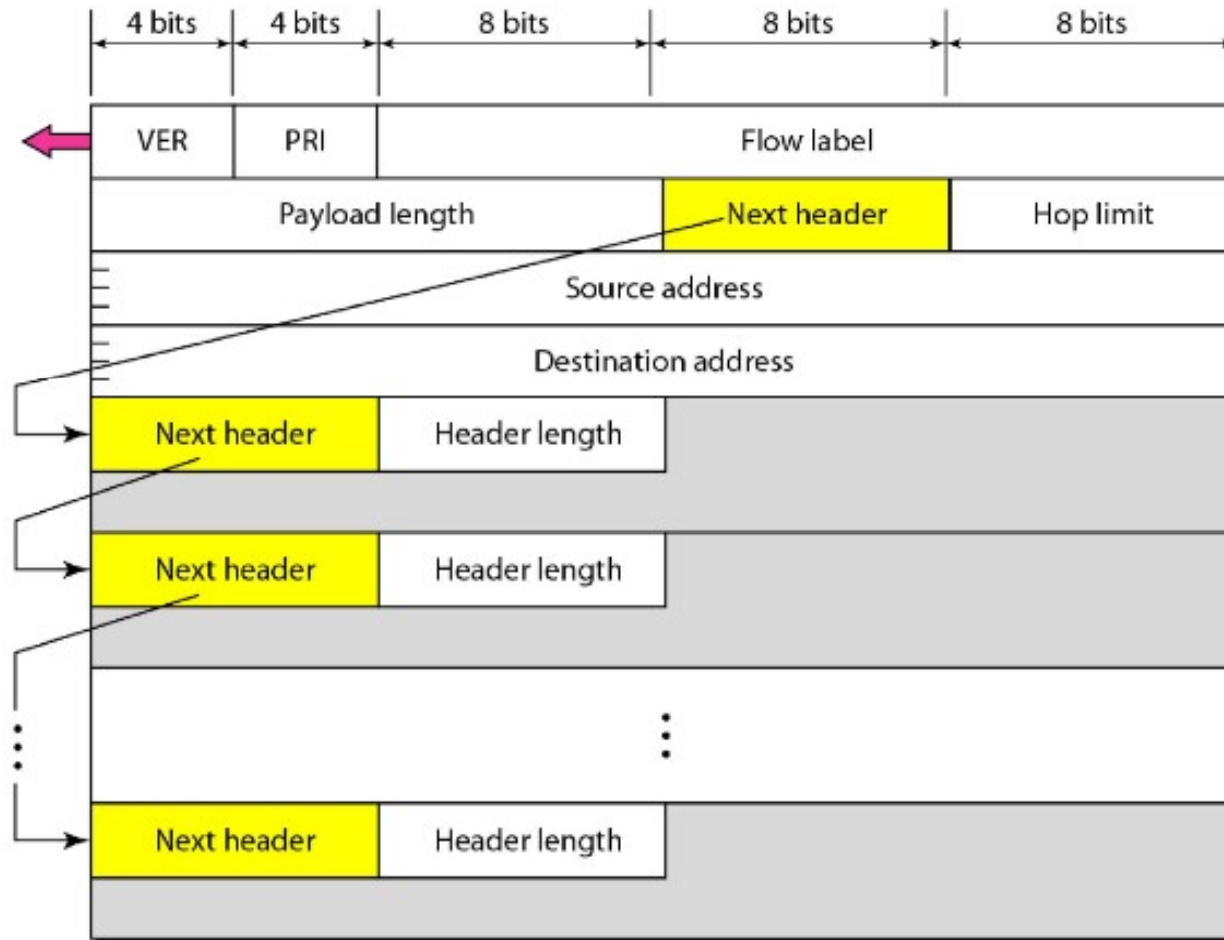 4 bits 4 bits 8 bits 8 bits 8 bits
VER PRI Flow label
Payload length Next header Hop limit
Source address
Destination address
Next header Header length
Next header Header length
Next header Header length